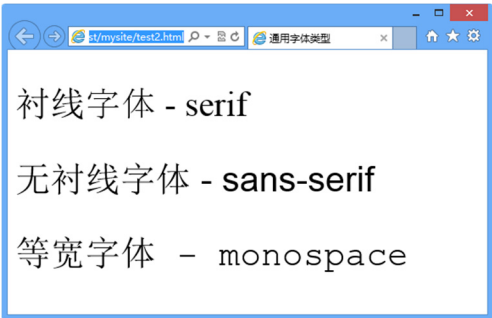 st/mysite/test2.html
通用字体类型
衬线字体 - serif
无衬线字体 - sans-serif
等宽字体 - monospace